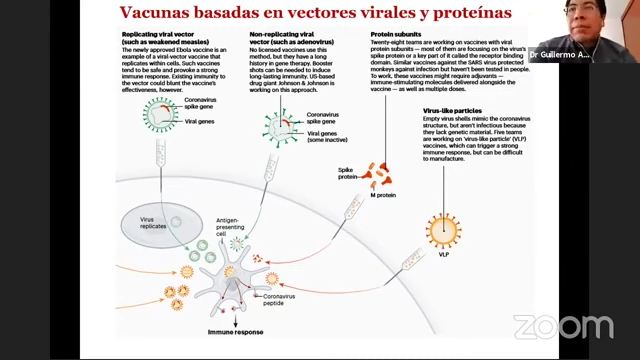 Vacunas basadas en vectores virales y proteínas
Replicating viral vector
(such as weakened measles)
The newly approved Ebola vaccine is an
example of a viral-vector vaccine that
replicates within cells. Such vaccines
tend to be safe and provoke a strong
immune response. Existing immunity to
the vector could blunt the vaccine's
effectiveness, however.
Coronavirus
spike gene
Viral genes
Non-replicating viral
vector (such as adenovirus)
No licensed vaccines use this
method, but they have a long
history in gene therapy. Booster
shots can be needed to induce
long-lasting immunity. US-based
drug giant Johnson & Johnson is
working on this approach.
Coronavirus
spike gene
Viral genes
(some inactive)
Protein subunits
Twenty-eight teams are working on vaccines with viral
protein subunits — most of them are focusing on the virus's
spike protein or a key part of it called the receptor binding
domain. Similar vaccines against the SARS virus protected
monkeys against infection but haven't been tested in people.
To work, these vaccines might require adjuvants —
immune-stimulating molecules delivered alongside the
vaccine — as well as multiple doses.
Virus-like particles
Empty virus shells mimic the coronavirus
structure, but aren't infectious because
they lack genetic material. Five teams
are working on 'virus-like particle' (VLP)
vaccines, which can trigger a strong
immune response, but can be difficult
to manufacture.
Spike
protein
M protein
VLP
Virus
replicates
Antigen-
presenting
cell
Coronavirus
peptide
Immune response
Dr Guillermo A...
zoom